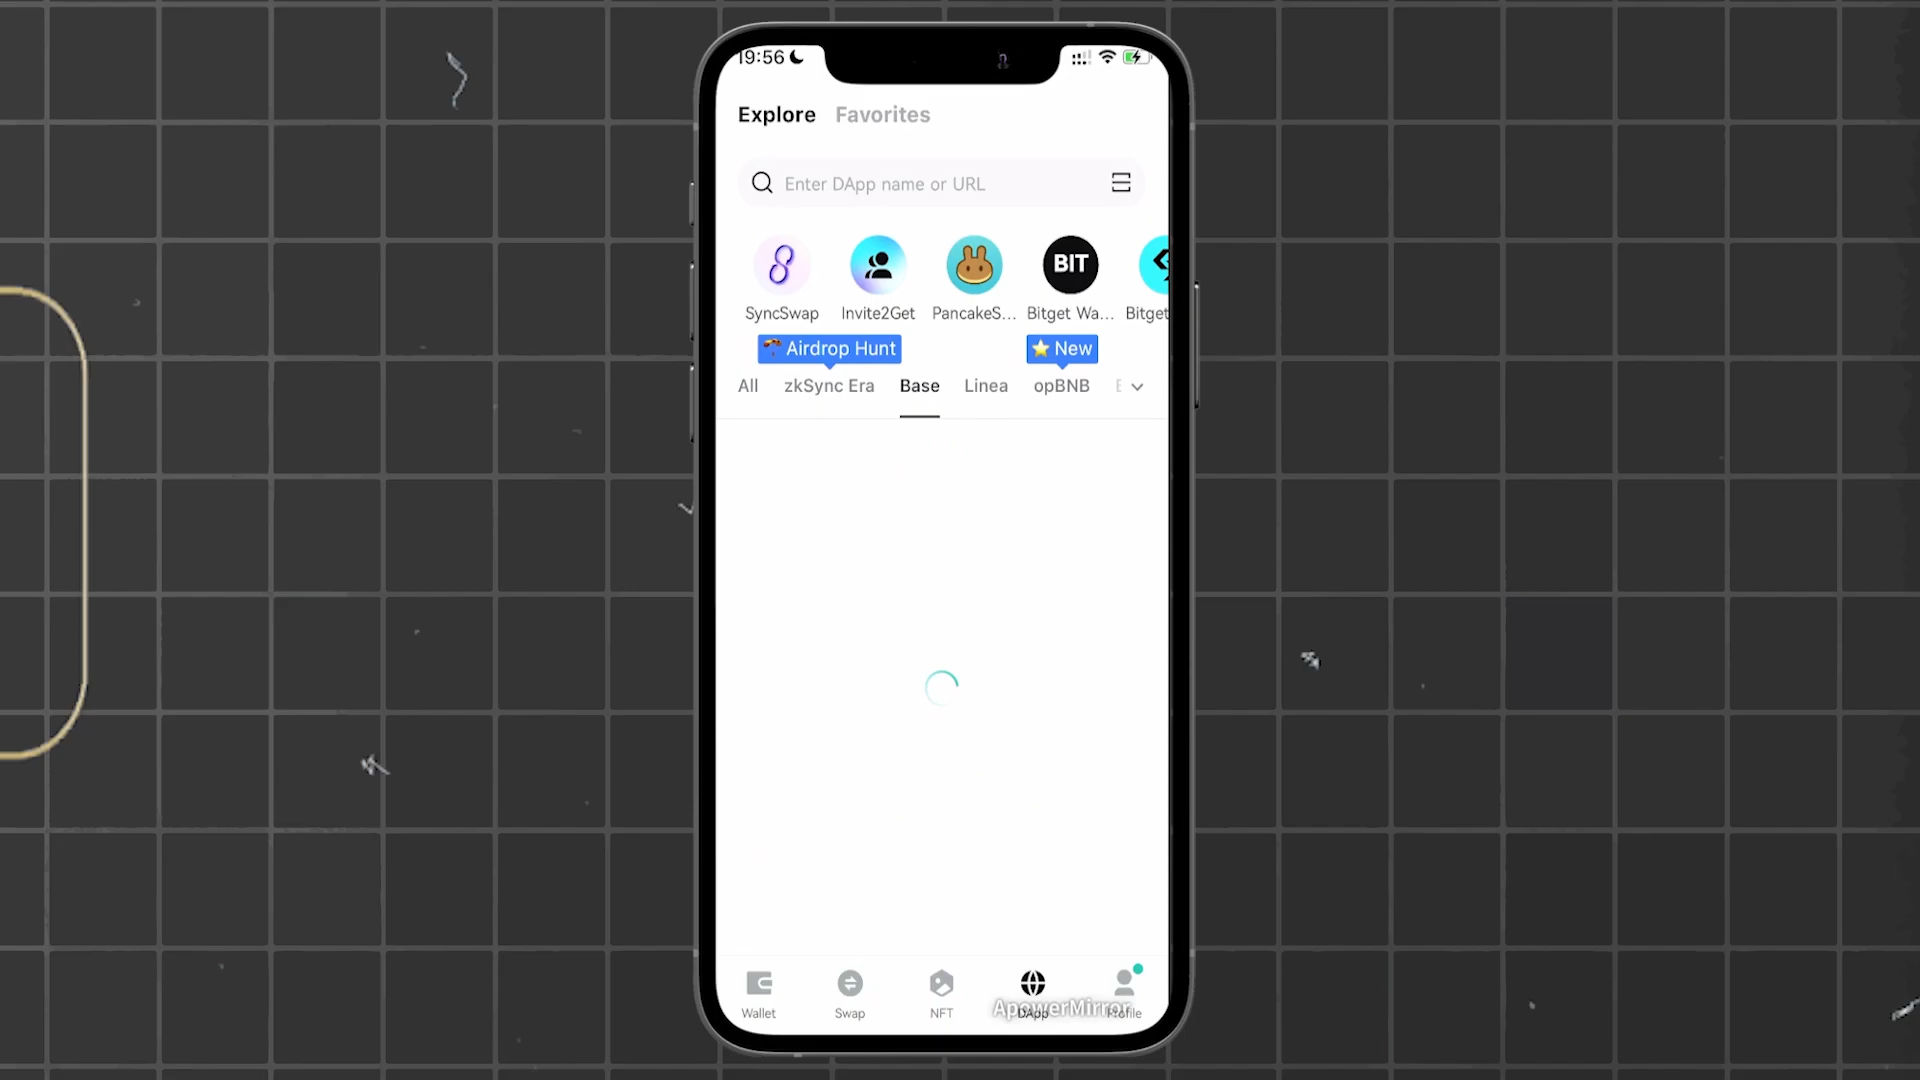 19:56
Explore Favorites
Enter DApp name or URL
BIT
SyncSwap Invite2Get PancakeS... Bitget Wa... Bitget
Airdrop Hunt New
All zkSync Era Base Linea opBNB
Wallet Swap NFT DApp Profile
ApowerMirror